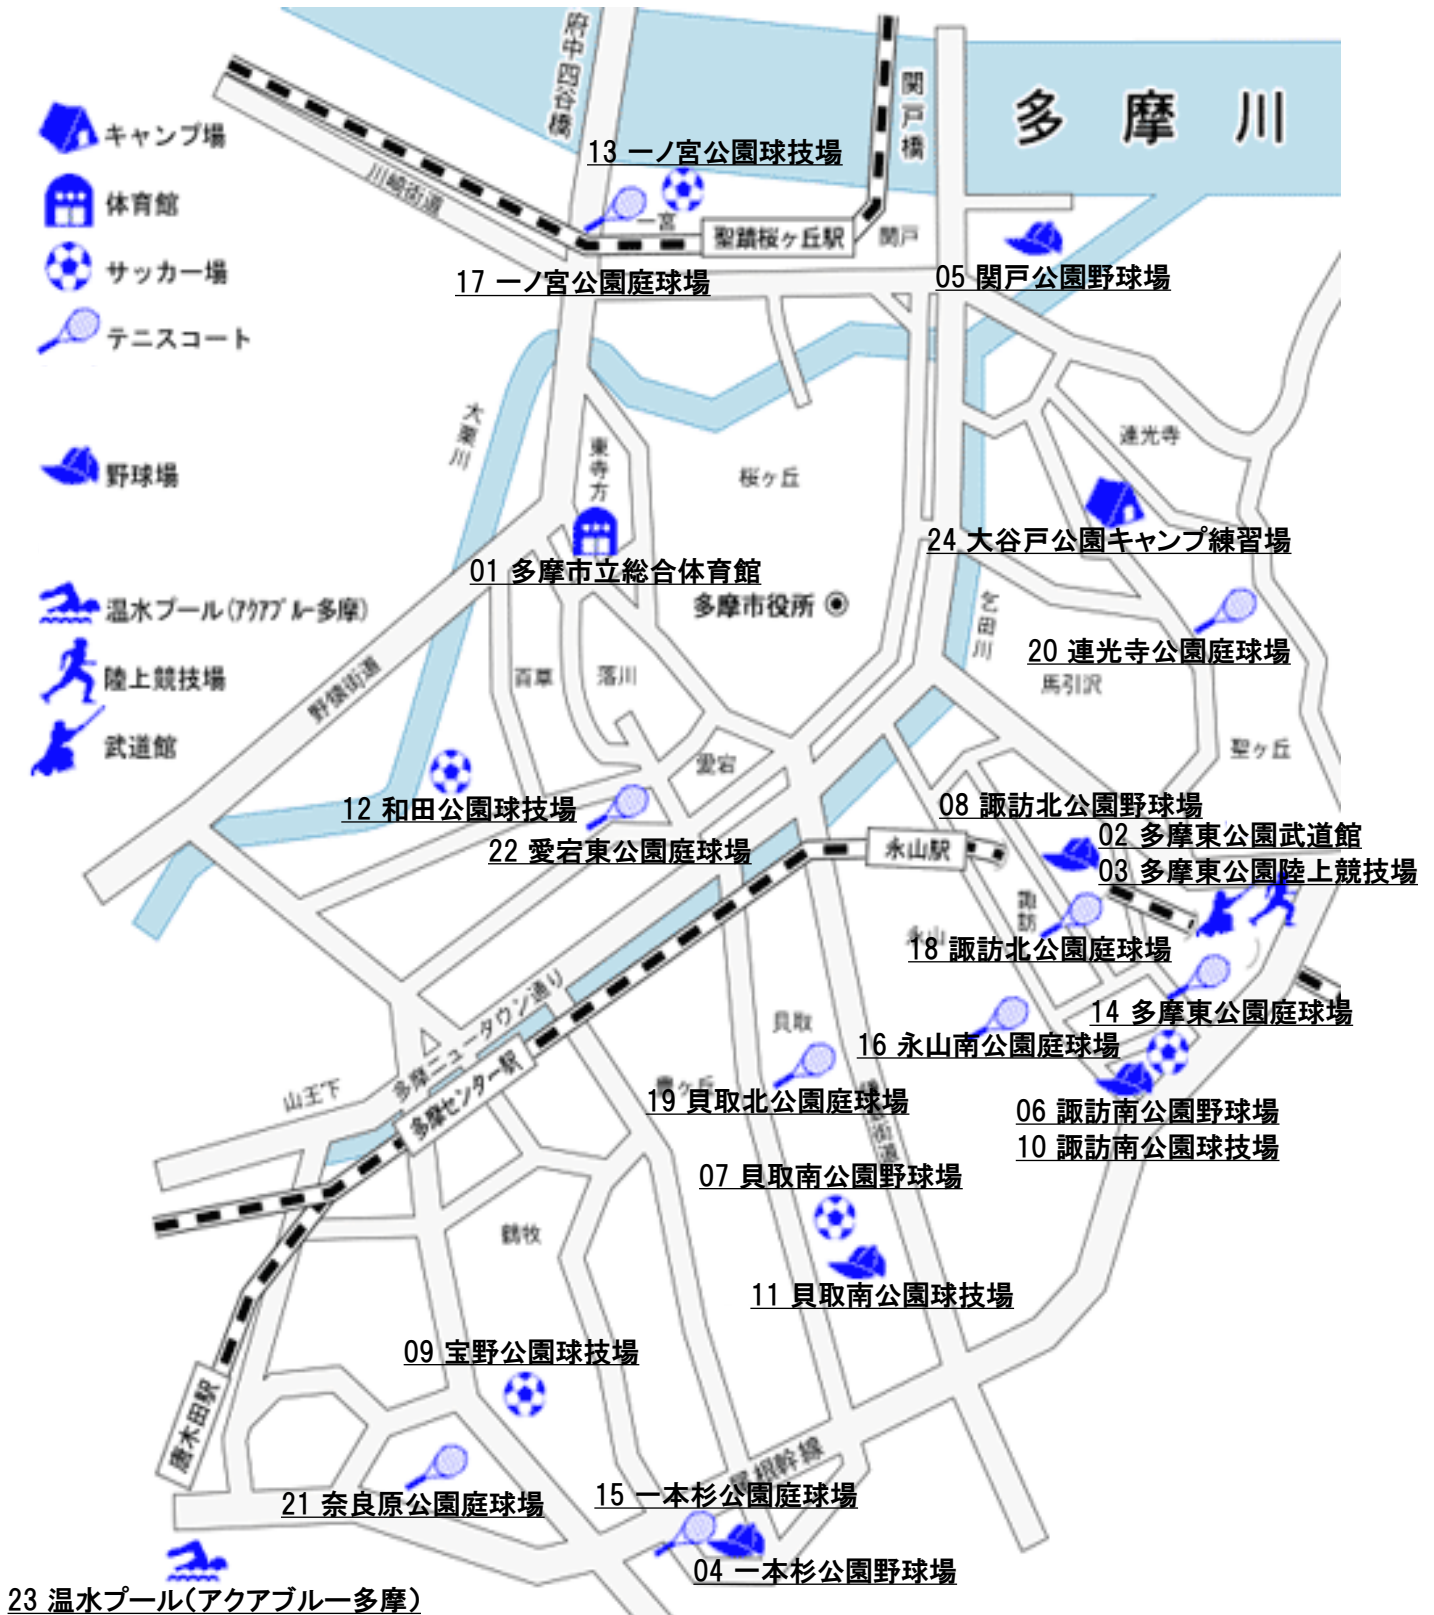 府中四谷橋
関戸橋
多摩川
キャンプ場
体育館
サッカー場
テニスコート
野球場
温水プール(アクアブルー多摩)
陸上競技場
武道館
川崎街道
13 一ノ宮公園球技場
一宮
聖蹟桜ヶ丘駅
関戸
17 一ノ宮公園庭球場
05 関戸公園野球場
大栗川
東寺方
桜ヶ丘
連光寺
24 大谷戸公園キャンプ練習場
01 多摩市立総合体育館
多摩市役所
乞田川
20 連光寺公園庭球場
馬引沢
野猿街道
百草
落川
聖ヶ丘
愛宕
12 和田公園球技場
22 愛宕東公園庭球場
08 諏訪北公園野球場
02 多摩東公園武道館
03 多摩東公園陸上競技場
永山駅
諏訪
永山
18 諏訪北公園庭球場
14 多摩東公園庭球場
16 永山南公園庭球場
貝取
多摩ニュータウン通り
多摩センター駅
山王下
豊ヶ丘
19 貝取北公園庭球場
06 諏訪南公園野球場
10 諏訪南公園球技場
街道
07 貝取南公園野球場
鶴牧
11 貝取南公園球技場
09 宝野公園球技場
唐木田駅
21 奈良原公園庭球場
尾根幹線
15 一本杉公園庭球場
04 一本杉公園野球場
23 温水プール(アクアブルー多摩)